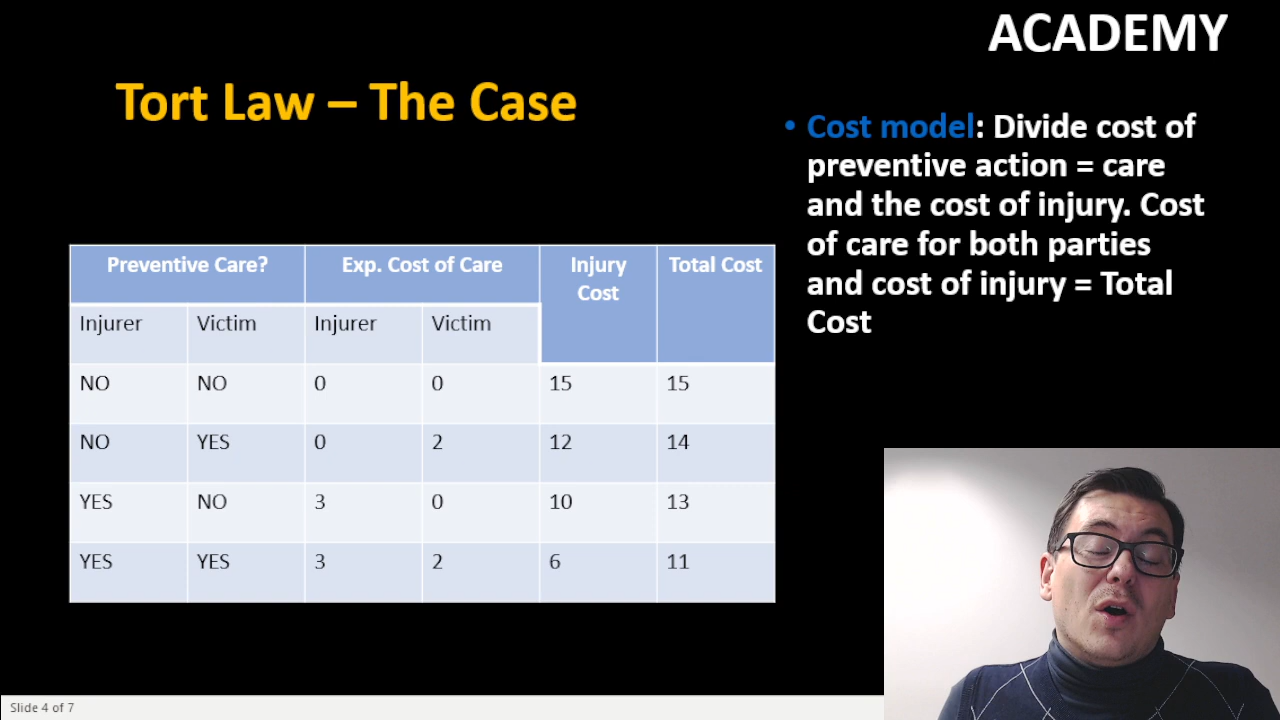 ACADEMY
Tort Law – The Case
• Cost model: Divide cost of
preventive action = care
and the cost of injury. Cost
of care for both parties
and cost of injury = Total
Cost
Preventive Care? Exp. Cost of Care Injury Total Cost
Cost
Injurer Victim Injurer Victim
NO NO 0 0 15 15
NO YES 0 2 12 14
YES NO 3 0 10 13
YES YES 3 2 6 11
Slide 4 of 7